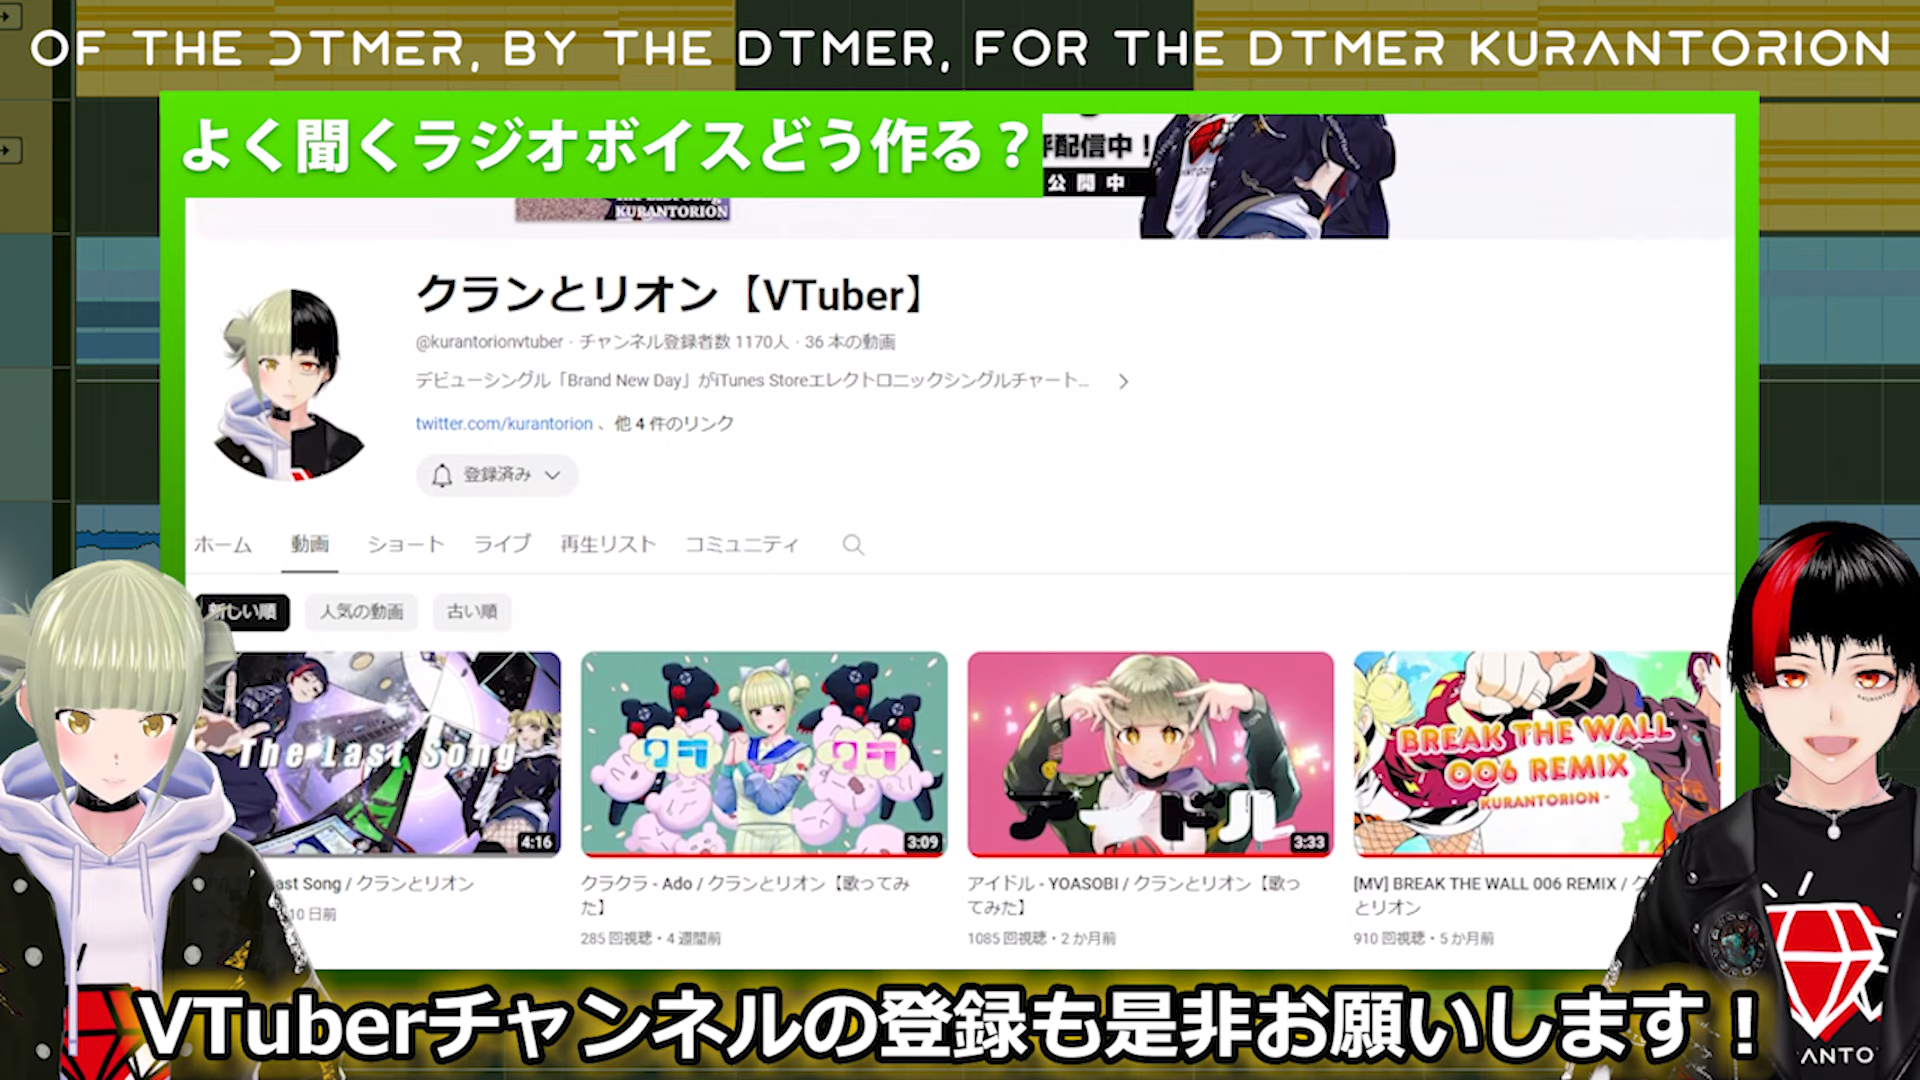 OF THE DTMER, BY THE DTMER, FOR THE DTMER KURANTORION
よく聞くラジオボイスどう作る？
配信中！
公開中
KURANTORION
クランとリオン【VTuber】
@kurantorionvtuber · チャンネル登録者数 1170人 · 36 本の動画
デビューシングル「Brand New Day」がiTunes Storeエレクトロニックシングルチャート...
twitter.com/kurantorion 、他 4 件のリンク
登録済み
ホーム 動画 ショート ライブ 再生リスト コミュニティ
新しい順 人気の動画 古い順
The Last Song
4:16
クラ クラ
3:09
アイドル
3:33
BREAK THE WALL
006 REMIX
- KURANTORION -
ast Song / クランとリオン
10 日前
クラクラ - Ado / クランとリオン【歌ってみ
た】
285 回視聴・4 週間前
アイドル - YOASOBI / クランとリオン【歌っ
てみた】
1085 回視聴・2 か月前
[MV] BREAK THE WALL 006 REMIX / ク
とリオン
910 回視聴・5 か月前
ANTO
VTuberチャンネルの登録も是非お願いします！